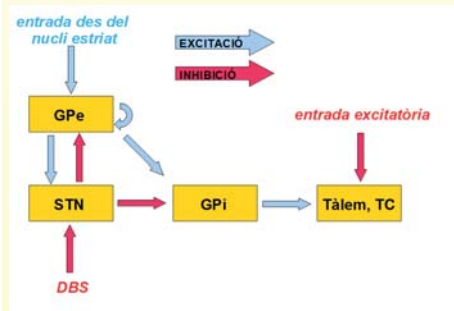 entrada des del
nucli estriat
EXCITACIÓ
INHIBICIÓ
GPe
entrada excitatòria
STN
GPi
Tàlem, TC
DBS